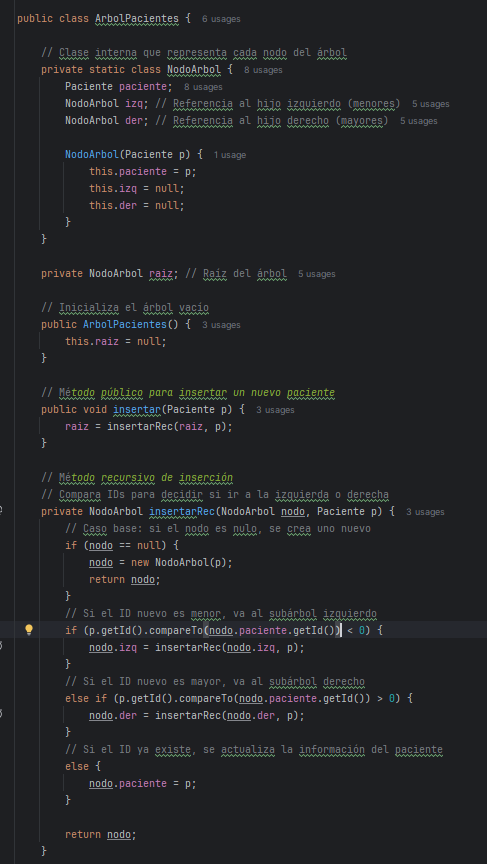 public class ArbolPacientes { 6 usages
// Clase interna que representa cada nodo del árbol
private static class NodoArbol { 8 usages
Paciente paciente; 8 usages
NodoArbol izq; // Referencia al hijo izquierdo (menores) 5 usages
NodoArbol der; // Referencia al hijo derecho (mayores) 5 usages
NodoArbol(Paciente p) { 1 usage
this.paciente = p;
this.izq = null;
this.der = null;
}
}
private NodoArbol raiz; // Raíz del árbol 5 usages
// Inicializa el árbol vacío
public ArbolPacientes() { 3 usages
this.raiz = null;
}
// Método público para insertar un nuevo paciente
public void insertar(Paciente p) { 3 usages
raiz = insertarRec(raiz, p);
}
// Método recursivo de inserción
// Compara IDs para decidir si ir a la izquierda o derecha
private NodoArbol insertarRec(NodoArbol nodo, Paciente p) { 3 usages
// Caso base: si el nodo es nulo, se crea uno nuevo
if (nodo == null) {
nodo = new NodoArbol(p);
return nodo;
}
// Si el ID nuevo es menor, va al subárbol izquierdo
if (p.getId().compareTo(nodo.paciente.getId()) < 0) {
nodo.izq = insertarRec(nodo.izq, p);
}
// Si el ID nuevo es mayor, va al subárbol derecho
else if (p.getId().compareTo(nodo.paciente.getId()) > 0) {
nodo.der = insertarRec(nodo.der, p);
}
// Si el ID ya existe, se actualiza la información del paciente
else {
nodo.paciente = p;
}
return nodo;
}